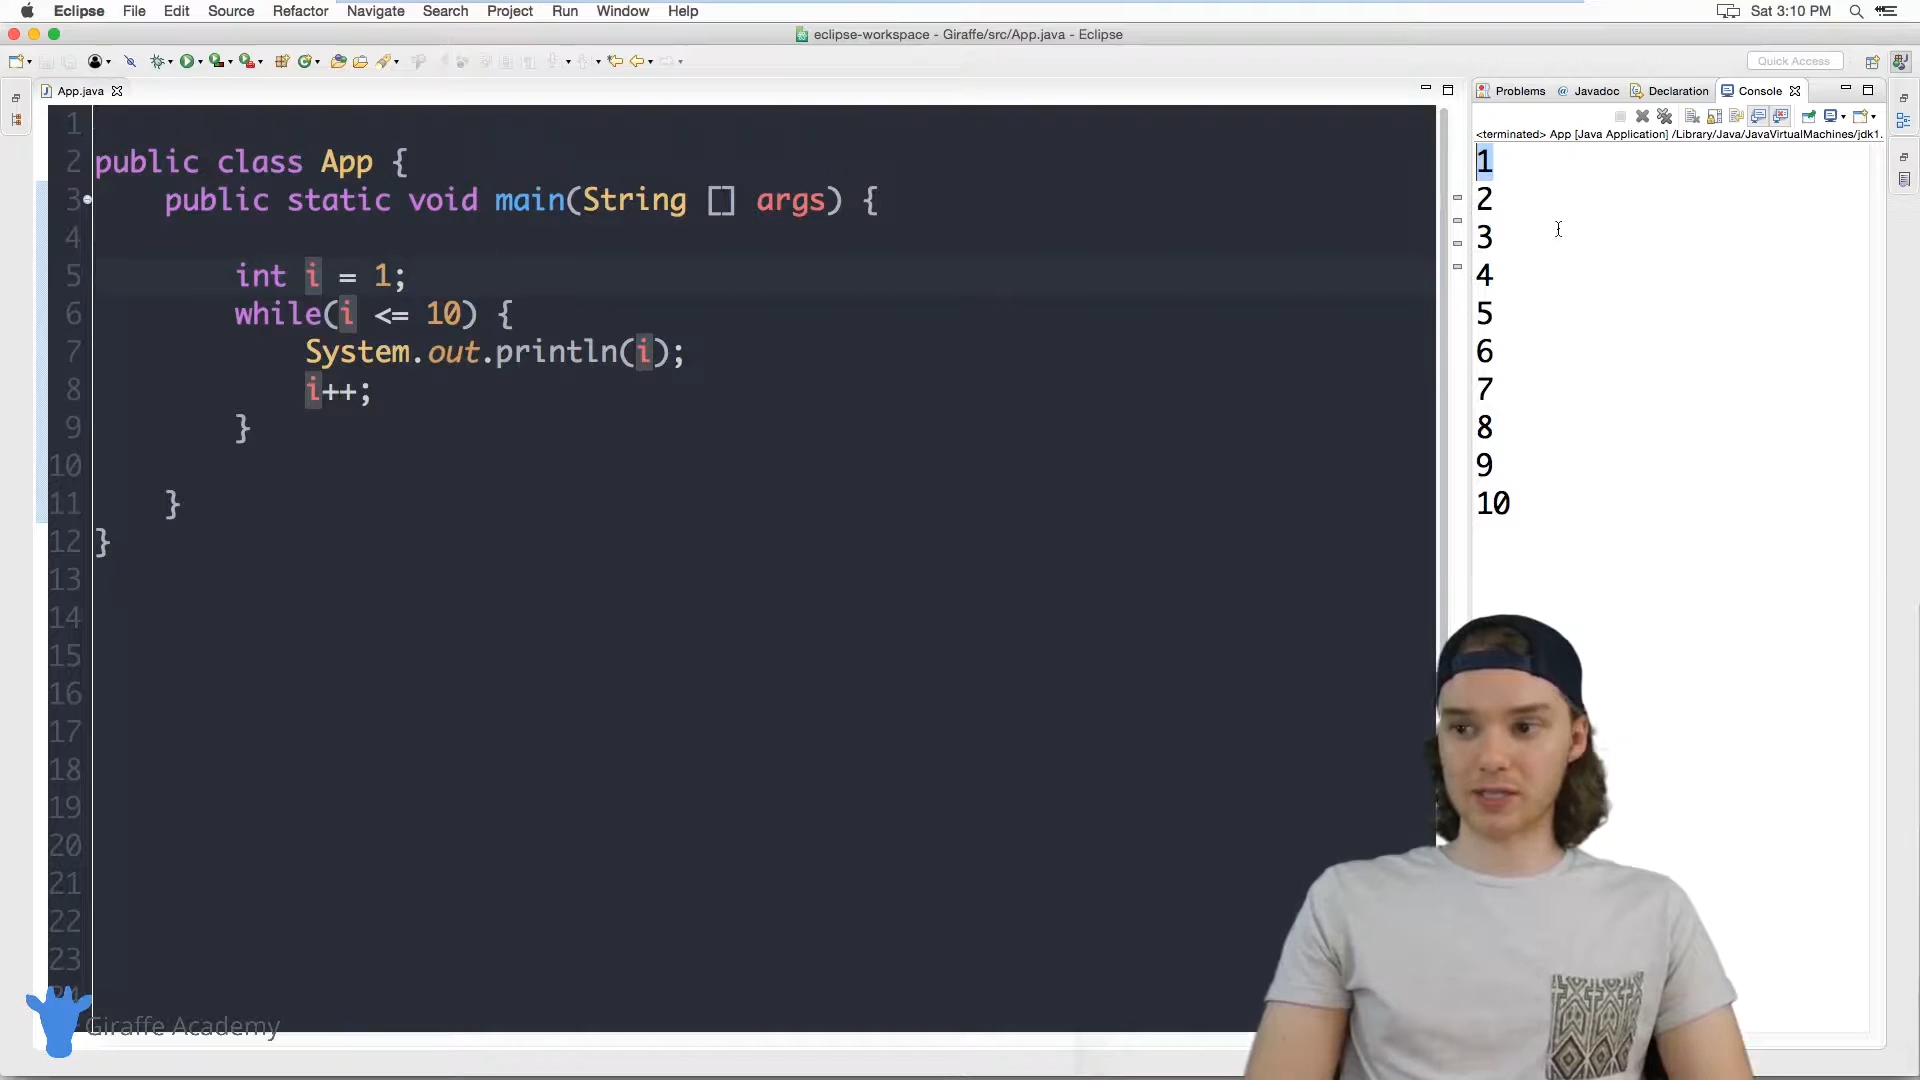 Eclipse File Edit Source Refactor Navigate Search Project Run Window Help Sat 3:10 PM
eclipse-workspace - Giraffe/src/App.java - Eclipse
Quick Access
App.java
Problems @ Javadoc Declaration Console
<terminated> App [Java Application] /Library/Java/JavaVirtualMachines/jdk1.
1
2 public class App {
3 public static void main(String [] args) {
4
5 int i = 1;
6 while(i <= 10) {
7 System.out.println(i);
8 i++;
9 }
10
11 }
12 }
13
14
15
16
17
18
19
20
21
22
23
1
2
3
4
5
6
7
8
9
10
Giraffe Academy